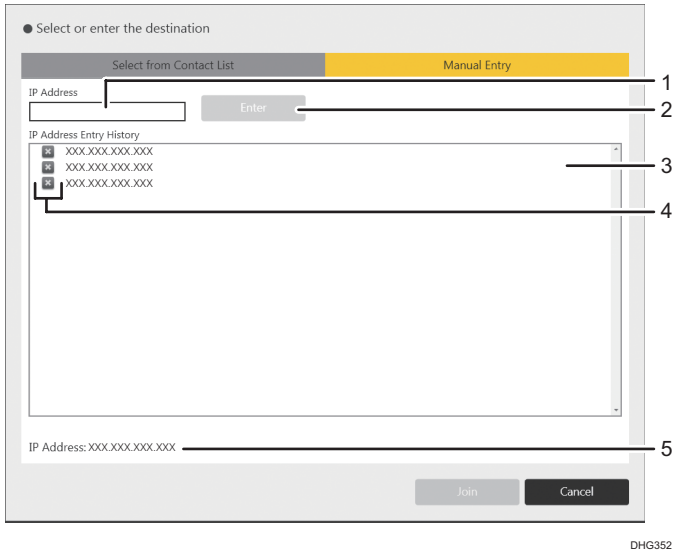 Select or enter the destination
Select from Contact List Manual Entry
IP Address
1
Enter
2
IP Address Entry History
XXX.XXX.XXX.XXX
XXX.XXX.XXX.XXX
3
XXX.XXX.XXX.XXX
4
IP Address: XXX.XXX.XXX.XXX
5
Join Cancel
DHG352